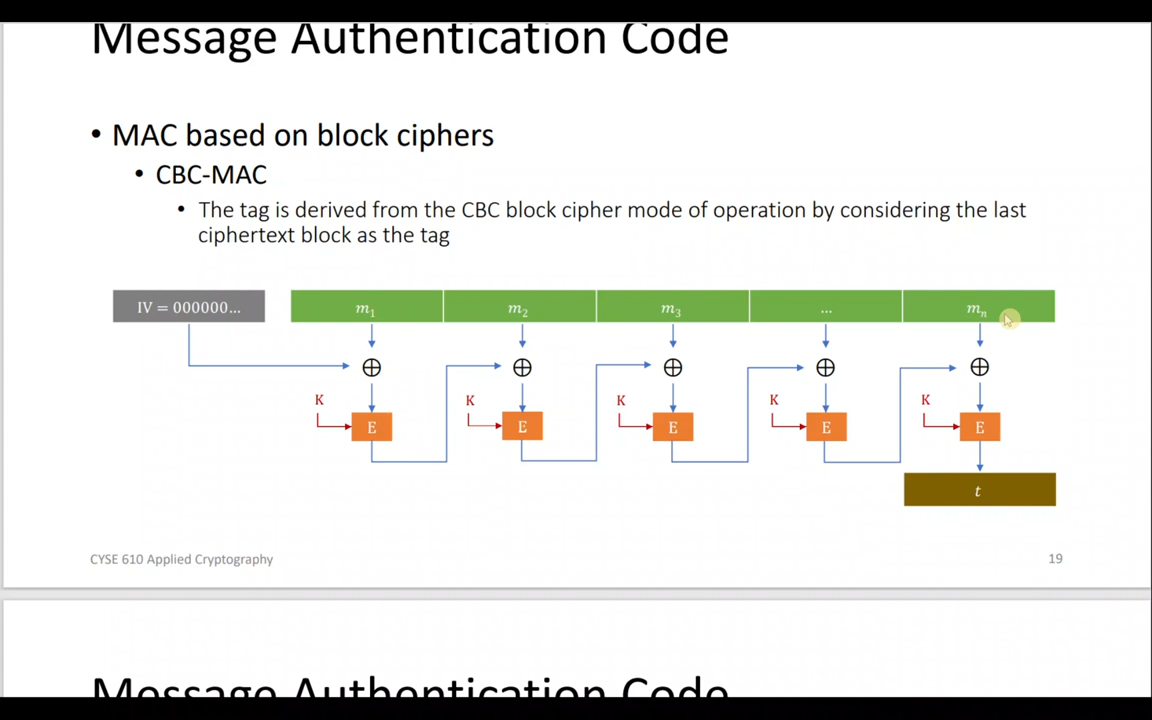 Message Authentication Code
• MAC based on block ciphers
• CBC-MAC
• The tag is derived from the CBC block cipher mode of operation by considering the last
ciphertext block as the tag
IV = 000000... m₁ m₂ m₃ ... mₙ
⊕ ⊕ ⊕ ⊕ ⊕
K K K K K
E E E E E
t
CYSE 610 Applied Cryptography 19
Message Authentication Code